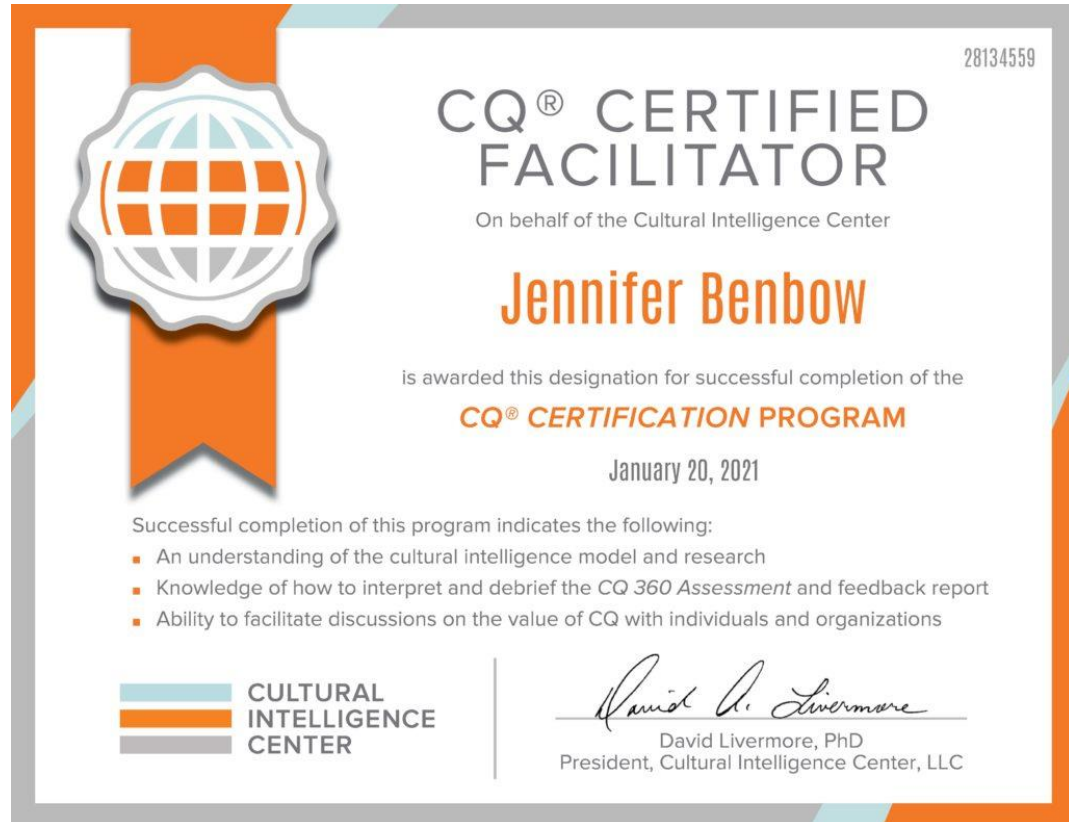 28134559
CQ® CERTIFIED
FACILITATOR
On behalf of the Cultural Intelligence Center
Jennifer Benbow
is awarded this designation for successful completion of the
CQ® CERTIFICATION PROGRAM
January 20, 2021
Successful completion of this program indicates the following:
▪ An understanding of the cultural intelligence model and research
▪ Knowledge of how to interpret and debrief the CQ 360 Assessment and feedback report
▪ Ability to facilitate discussions on the value of CQ with individuals and organizations
CULTURAL
INTELLIGENCE
CENTER
David A. Livermore
David Livermore, PhD
President, Cultural Intelligence Center, LLC